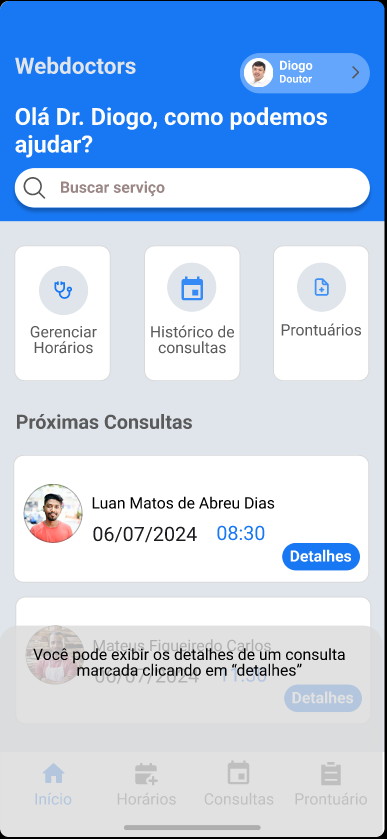 Webdoctors
Diogo
Doutor
Olá Dr. Diogo, como podemos
ajudar?
Buscar serviço
Gerenciar
Horários
Histórico de
consultas
Prontuários
Próximas Consultas
Luan Matos de Abreu Dias
06/07/2024 08:30
Detalhes
Mateus Figueiredo Carlos
Você pode exibir os detalhes de um consulta
marcada clicando em “detalhes”
06/07/2024 11:30
Detalhes
Início
Horários
Consultas
Prontuário